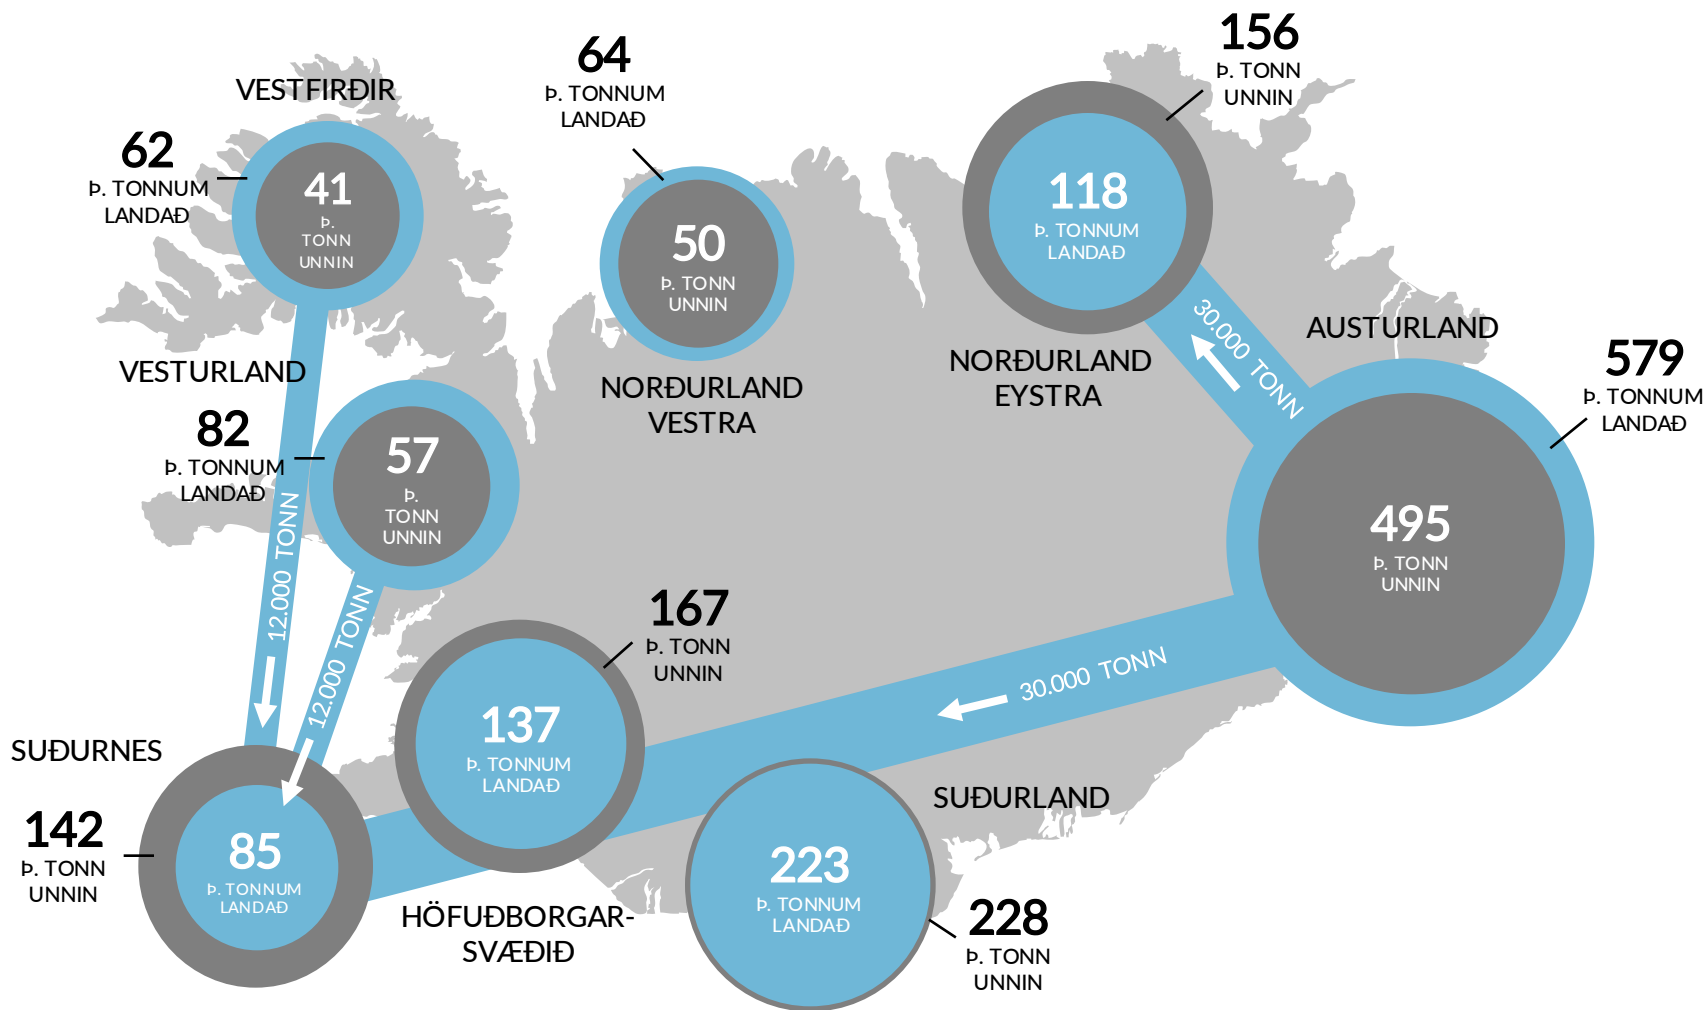 VESTFIRÐIR
62
Þ. TONNUM
LANDAÐ
41
Þ.
TONN
UNNIN
64
Þ. TONNUM
LANDAÐ
50
Þ. TONN
UNNIN
NORÐURLAND
VESTRA
156
Þ. TONN
UNNIN
118
Þ. TONNUM
LANDAÐ
NORÐURLAND
EYSTRA
30.000 TONN
AUSTURLAND
579
Þ. TONNUM
LANDAÐ
495
Þ. TONN
UNNIN
VESTURLAND
82
Þ. TONNUM
LANDAÐ
57
Þ.
TONN
UNNIN
12.000 TONN
12.000 TONN
167
Þ. TONN
UNNIN
137
Þ. TONNUM
LANDAÐ
HÖFUÐBORGAR-
SVÆÐIÐ
30.000 TONN
SUÐURNES
142
Þ. TONN
UNNIN
85
Þ. TONNUM
LANDAÐ
SUÐURLAND
223
Þ. TONNUM
LANDAÐ
228
Þ. TONN
UNNIN